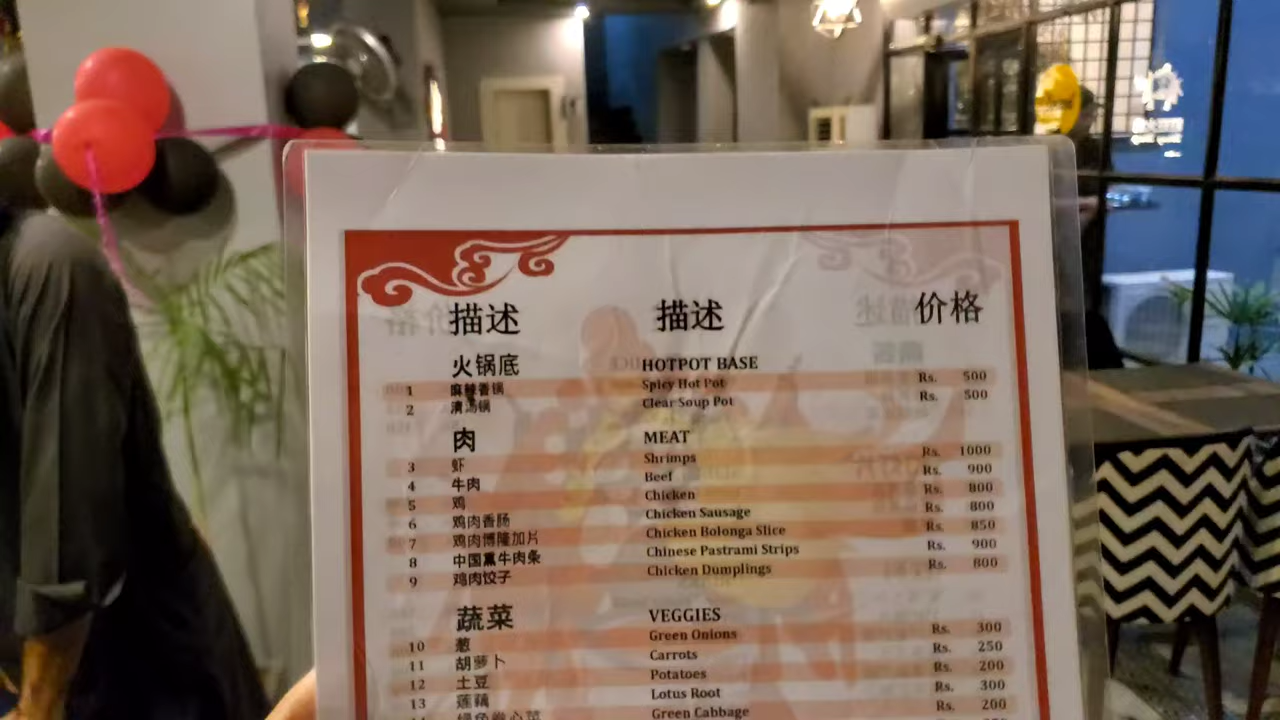 描述 描述 价格
火锅底 HOTPOT BASE
1 麻辣香锅 Spicy Hot Pot Rs. 500
2 清汤锅 Clear Soup Pot Rs. 500
肉 MEAT
3 虾 Shrimps Rs. 1000
4 牛肉 Beef Rs. 900
5 鸡 Chicken Rs. 800
6 鸡肉香肠 Chicken Sausage Rs. 800
7 鸡肉博隆加片 Chicken Bolonga Slice Rs. 850
8 中国熏牛肉条 Chinese Pastrami Strips Rs. 900
9 鸡肉饺子 Chicken Dumplings Rs. 800
蔬菜 VEGGIES
10 葱 Green Onions Rs. 300
11 胡萝卜 Carrots Rs. 250
12 土豆 Potatoes Rs. 200
13 莲藕 Lotus Root Rs. 300
绿色卷心菜 Green Cabbage Rs. 200